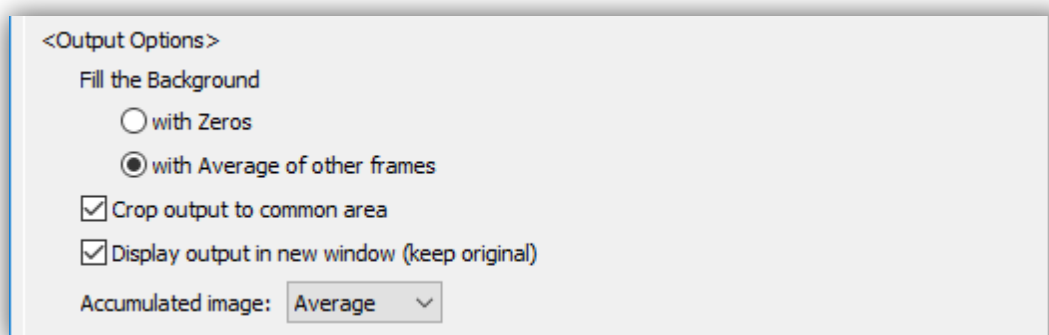 <Output Options>
Fill the Background
with Zeros
with Average of other frames
Crop output to common area
Display output in new window (keep original)
Accumulated image: Average